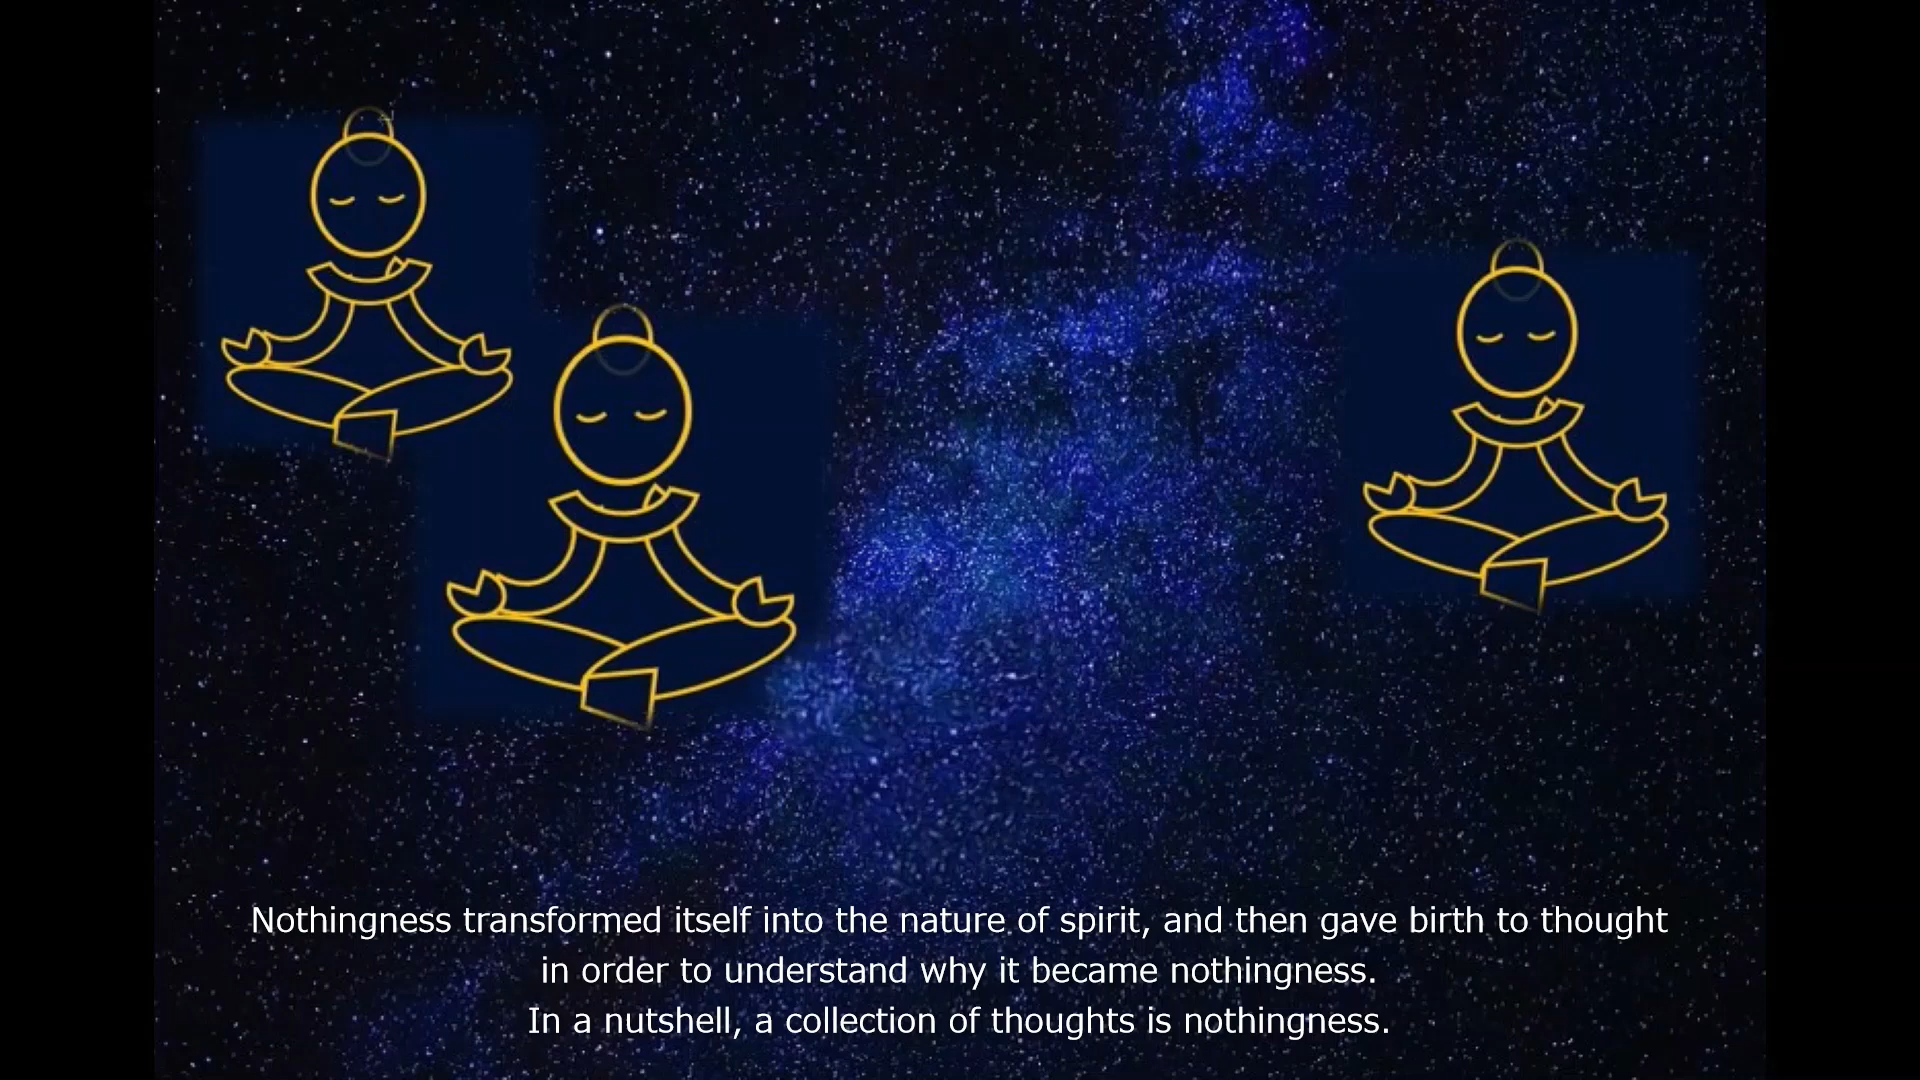 Nothingness transformed itself into the nature of spirit, and then gave birth to thought
in order to understand why it became nothingness.
In a nutshell, a collection of thoughts is nothingness.